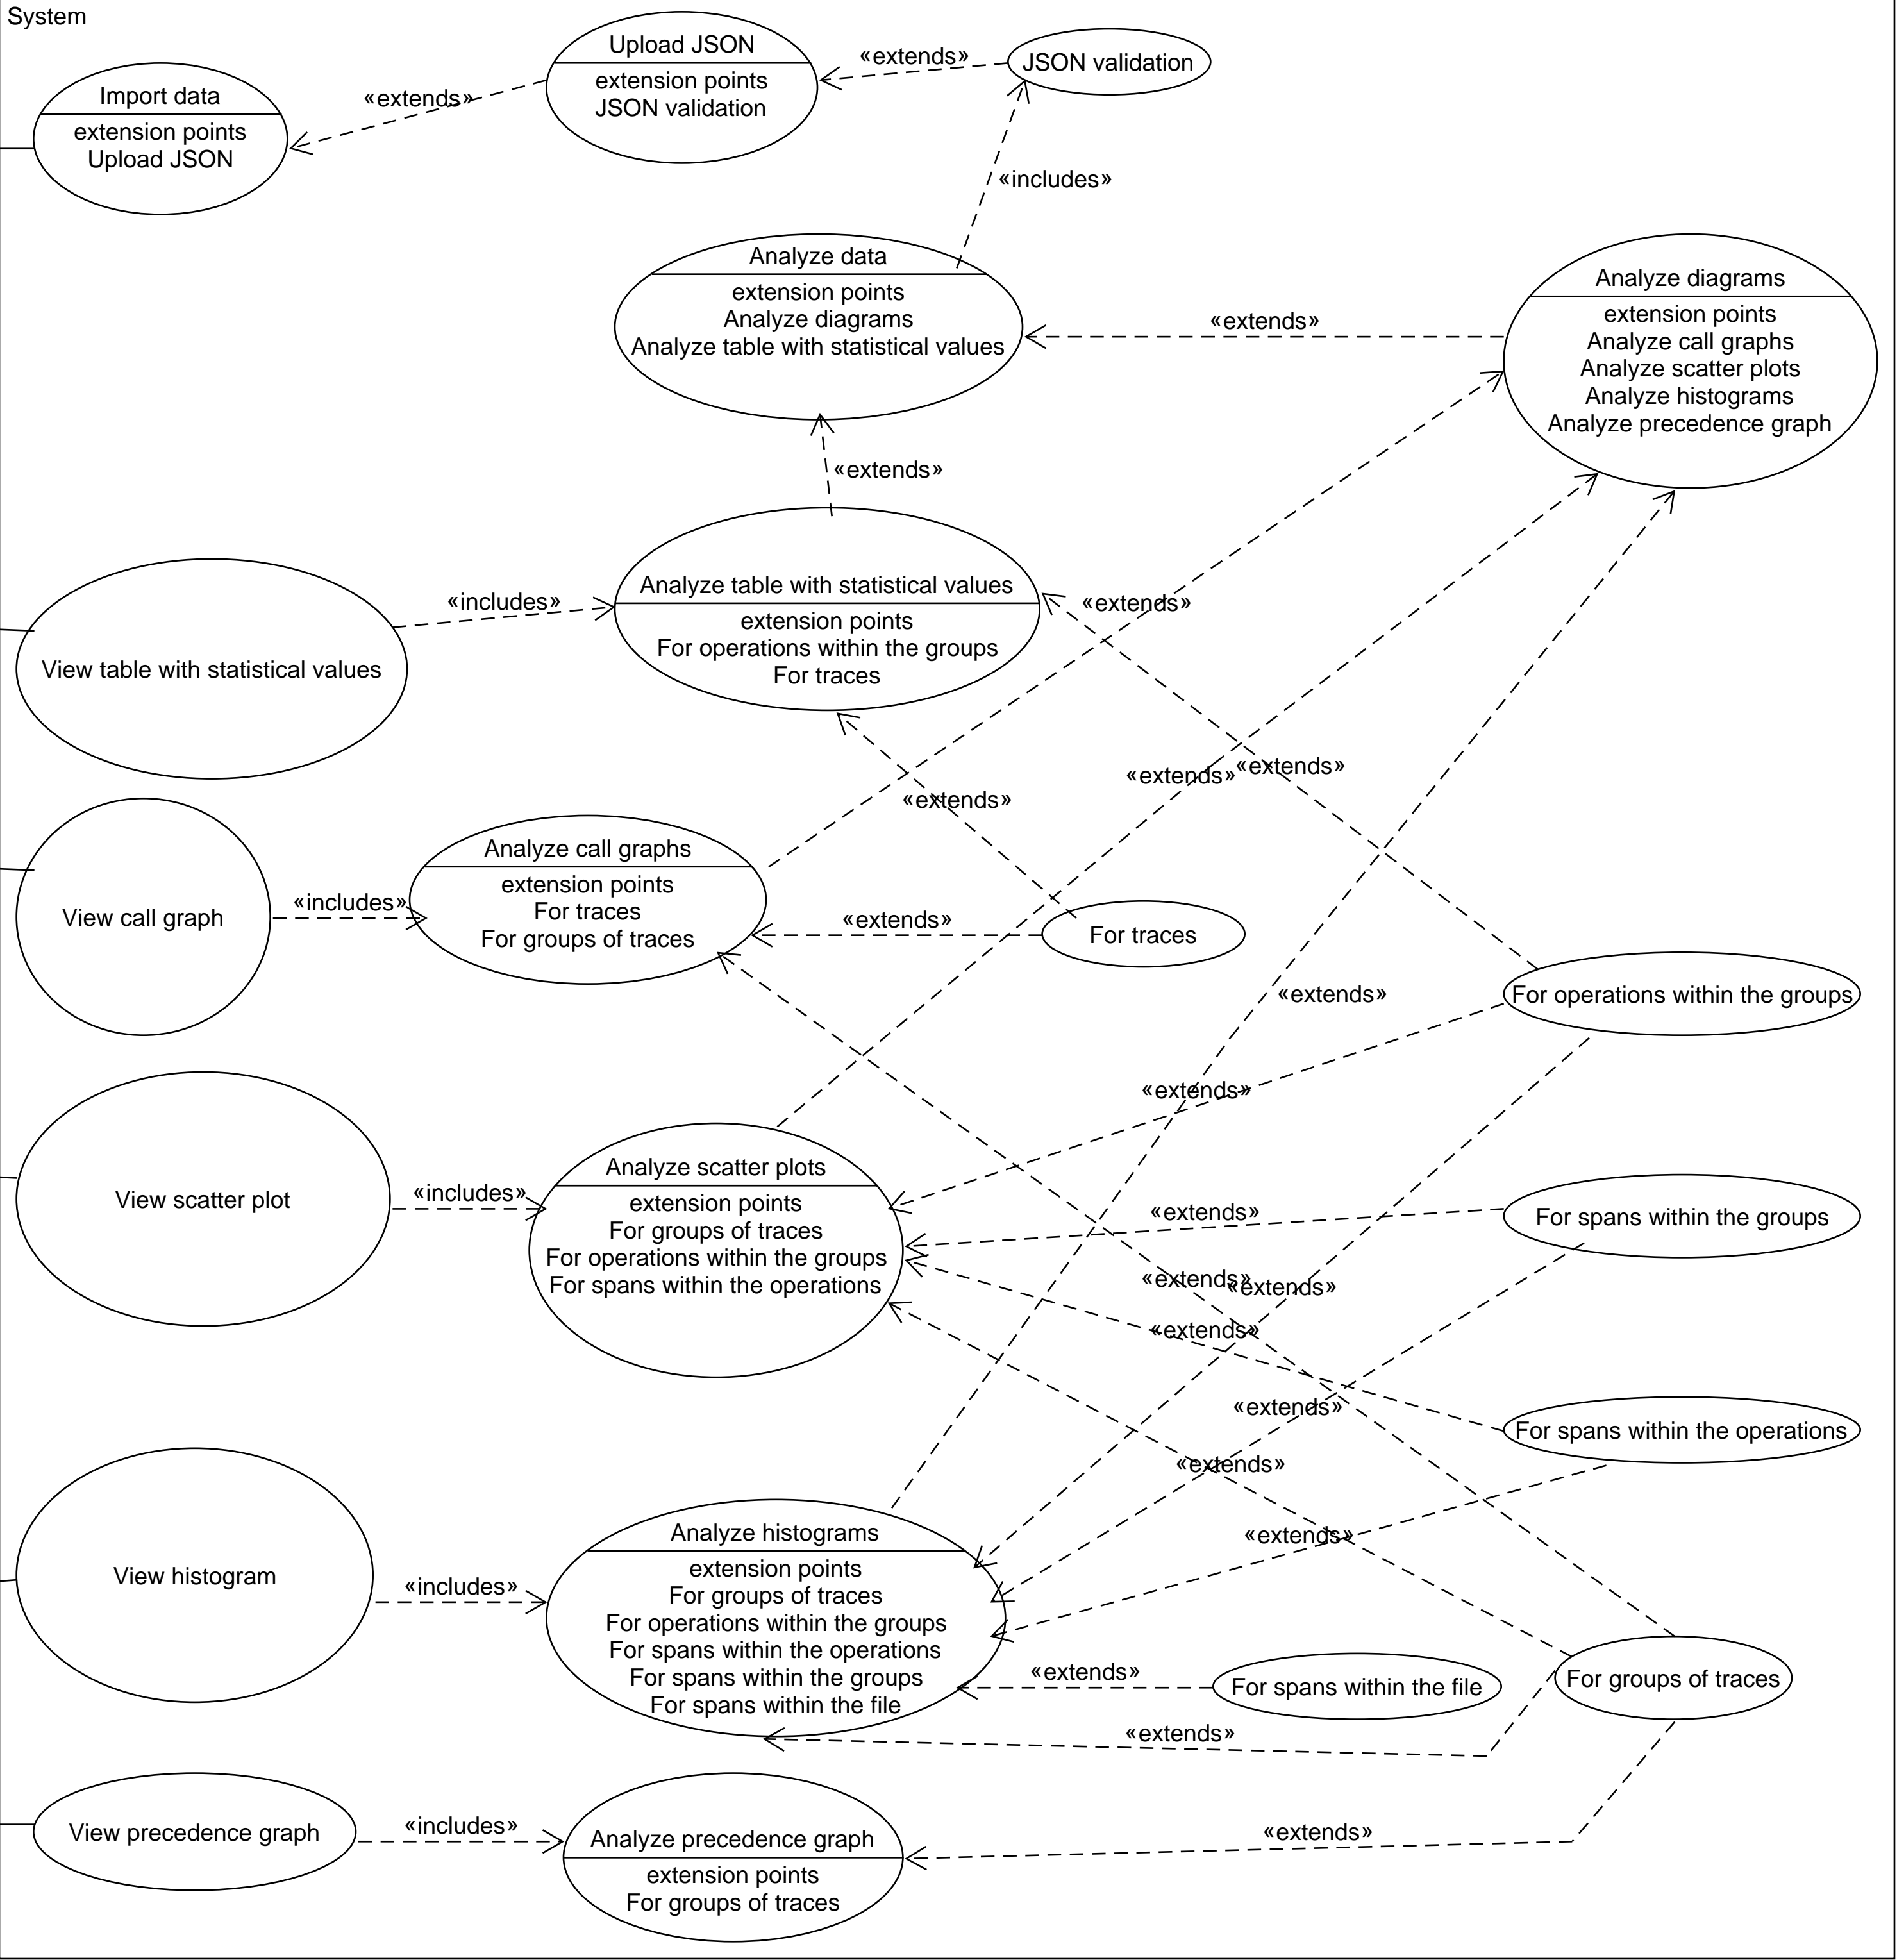 System
Upload JSON
extension points
JSON validation
«extends»
JSON validation
Import data
extension points
Upload JSON
«extends»
«includes»
Analyze data
extension points
Analyze diagrams
Analyze table with statistical values
«extends»
Analyze diagrams
extension points
Analyze call graphs
Analyze scatter plots
Analyze histograms
Analyze precedence graph
«extends»
View table with statistical values
«includes»
Analyze table with statistical values
extension points
For operations within the groups
For traces
«extends»
«extends»
«extends»
«extends»
View call graph
«includes»
Analyze call graphs
extension points
For traces
For groups of traces
«extends»
For traces
«extends»
For operations within the groups
«extends»
View scatter plot
«includes»
Analyze scatter plots
extension points
For groups of traces
For operations within the groups
For spans within the operations
«extends»
For spans within the groups
«extends»
«extends»
«extends»
«extends»
For spans within the operations
«extends»
«extends»
View histogram
«includes»
Analyze histograms
extension points
For groups of traces
For operations within the groups
For spans within the operations
For spans within the groups
For spans within the file
«extends»
For spans within the file
For groups of traces
«extends»
View precedence graph
«includes»
Analyze precedence graph
extension points
For groups of traces
«extends»